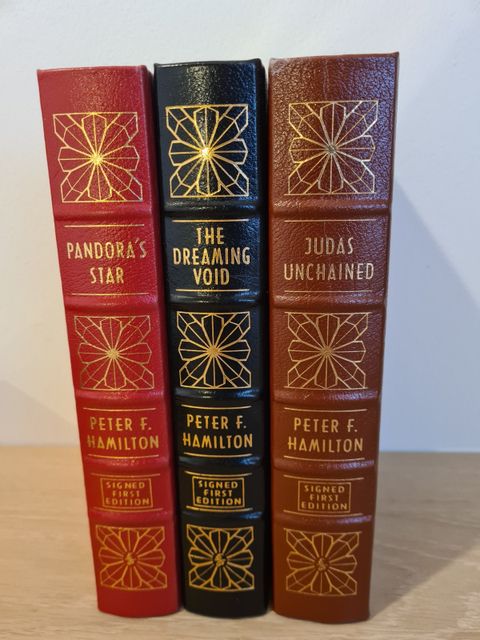 PANDORA'S
STAR
PETER F.
HAMILTON
SIGNED
FIRST
EDITION
THE
DREAMING
VOID
PETER F.
HAMILTON
SIGNED
FIRST
EDITION
JUDAS
UNCHAINED
PETER F.
HAMILTON
SIGNED
FIRST
EDITION